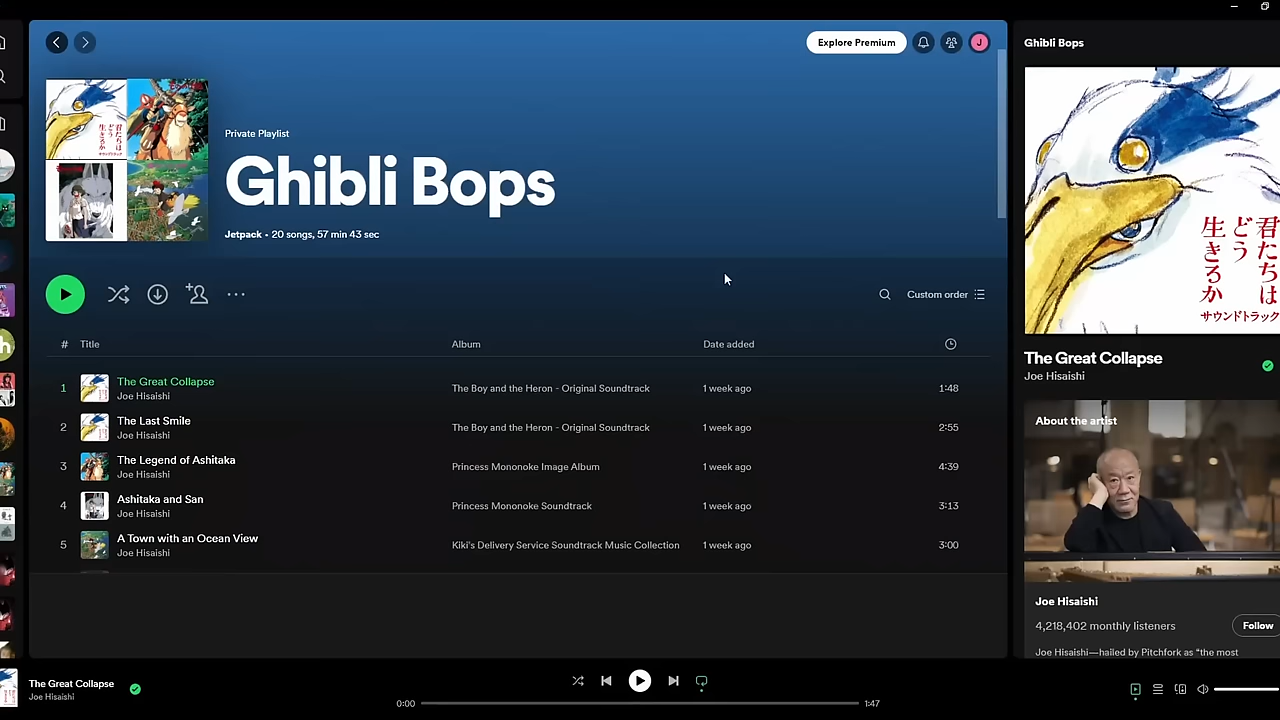 Explore Premium
J
Private Playlist
Ghibli Bops
Jetpack • 20 songs, 57 min 43 sec
Custom order
# Title Album Date added
1 The Great Collapse The Boy and the Heron - Original Soundtrack 1 week ago 1:48
Joe Hisaishi
2 The Last Smile The Boy and the Heron - Original Soundtrack 1 week ago 2:55
Joe Hisaishi
3 The Legend of Ashitaka Princess Mononoke Image Album 1 week ago 4:39
Joe Hisaishi
4 Ashitaka and San Princess Mononoke Soundtrack 1 week ago 3:13
Joe Hisaishi
5 A Town with an Ocean View Kiki's Delivery Service Soundtrack Music Collection 1 week ago 3:00
Joe Hisaishi
Ghibli Bops
君たちは
どう
生きるか
サウンドトラック
The Great Collapse
Joe Hisaishi
About the artist
Joe Hisaishi
4,218,402 monthly listeners
Follow
Joe Hisaishi—hailed by Pitchfork as “the most
The Great Collapse
Joe Hisaishi
0:00
1:47